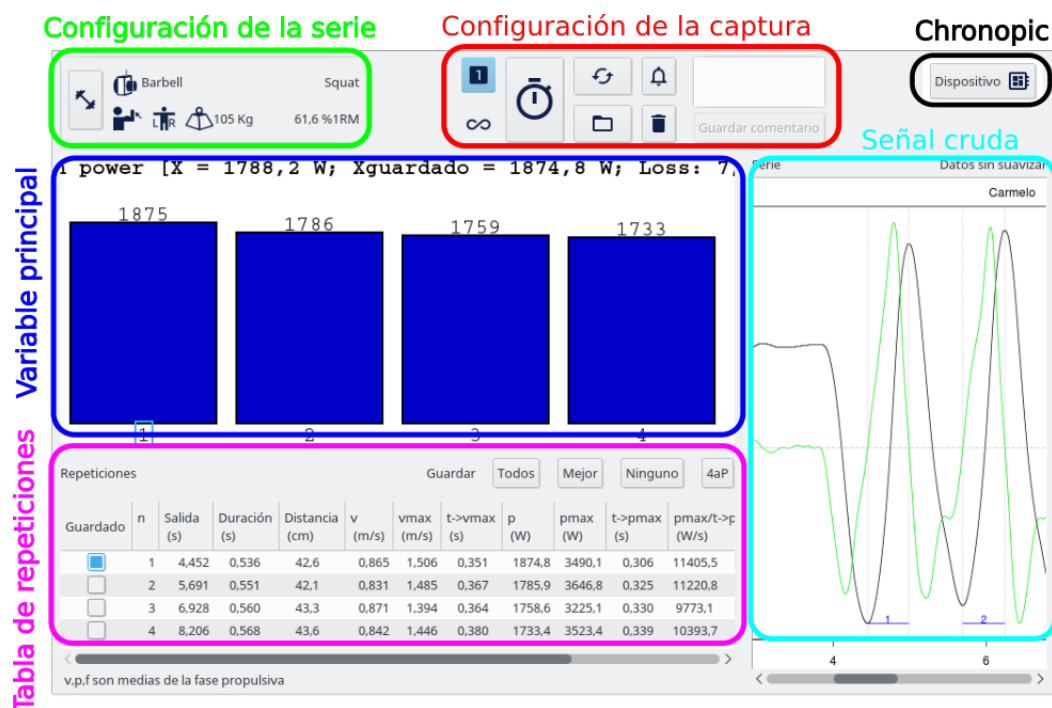 Configuración de la serie
Configuración de la captura
Chronopic
Barbell
Squat
L R
105 Kg
61,6 %1RM
1
Guardar comentario
Dispositivo
Señal cruda
Variable principal
power [X = 1788,2 W; Xguardado = 1874,8 W; Loss: 7,
1875
1786
1759
1733
1
2
3
4
Serie
Datos sin suavizar
Carmelo
1
2
4
6
Tabla de repeticiones
Repeticiones
Guardar
Todos
Mejor
Ninguno
4aP
Guardado n Salida (s) Duración (s) Distancia (cm) v (m/s) vmax (m/s) t->vmax (s) p (W) pmax (W) t->pmax (s) pmax/t->p (W/s)
1 4,452 0,536 42,6 0,865 1,506 0,351 1874,8 3490,1 0,306 11405,5
2 5,691 0,551 42,1 0,831 1,485 0,367 1785,9 3646,8 0,325 11220,8
3 6,928 0,560 43,3 0,871 1,394 0,364 1758,6 3225,1 0,330 9773,1
4 8,206 0,568 43,6 0,842 1,446 0,380 1733,4 3523,4 0,339 10393,7
v,p,f son medias de la fase propulsiva